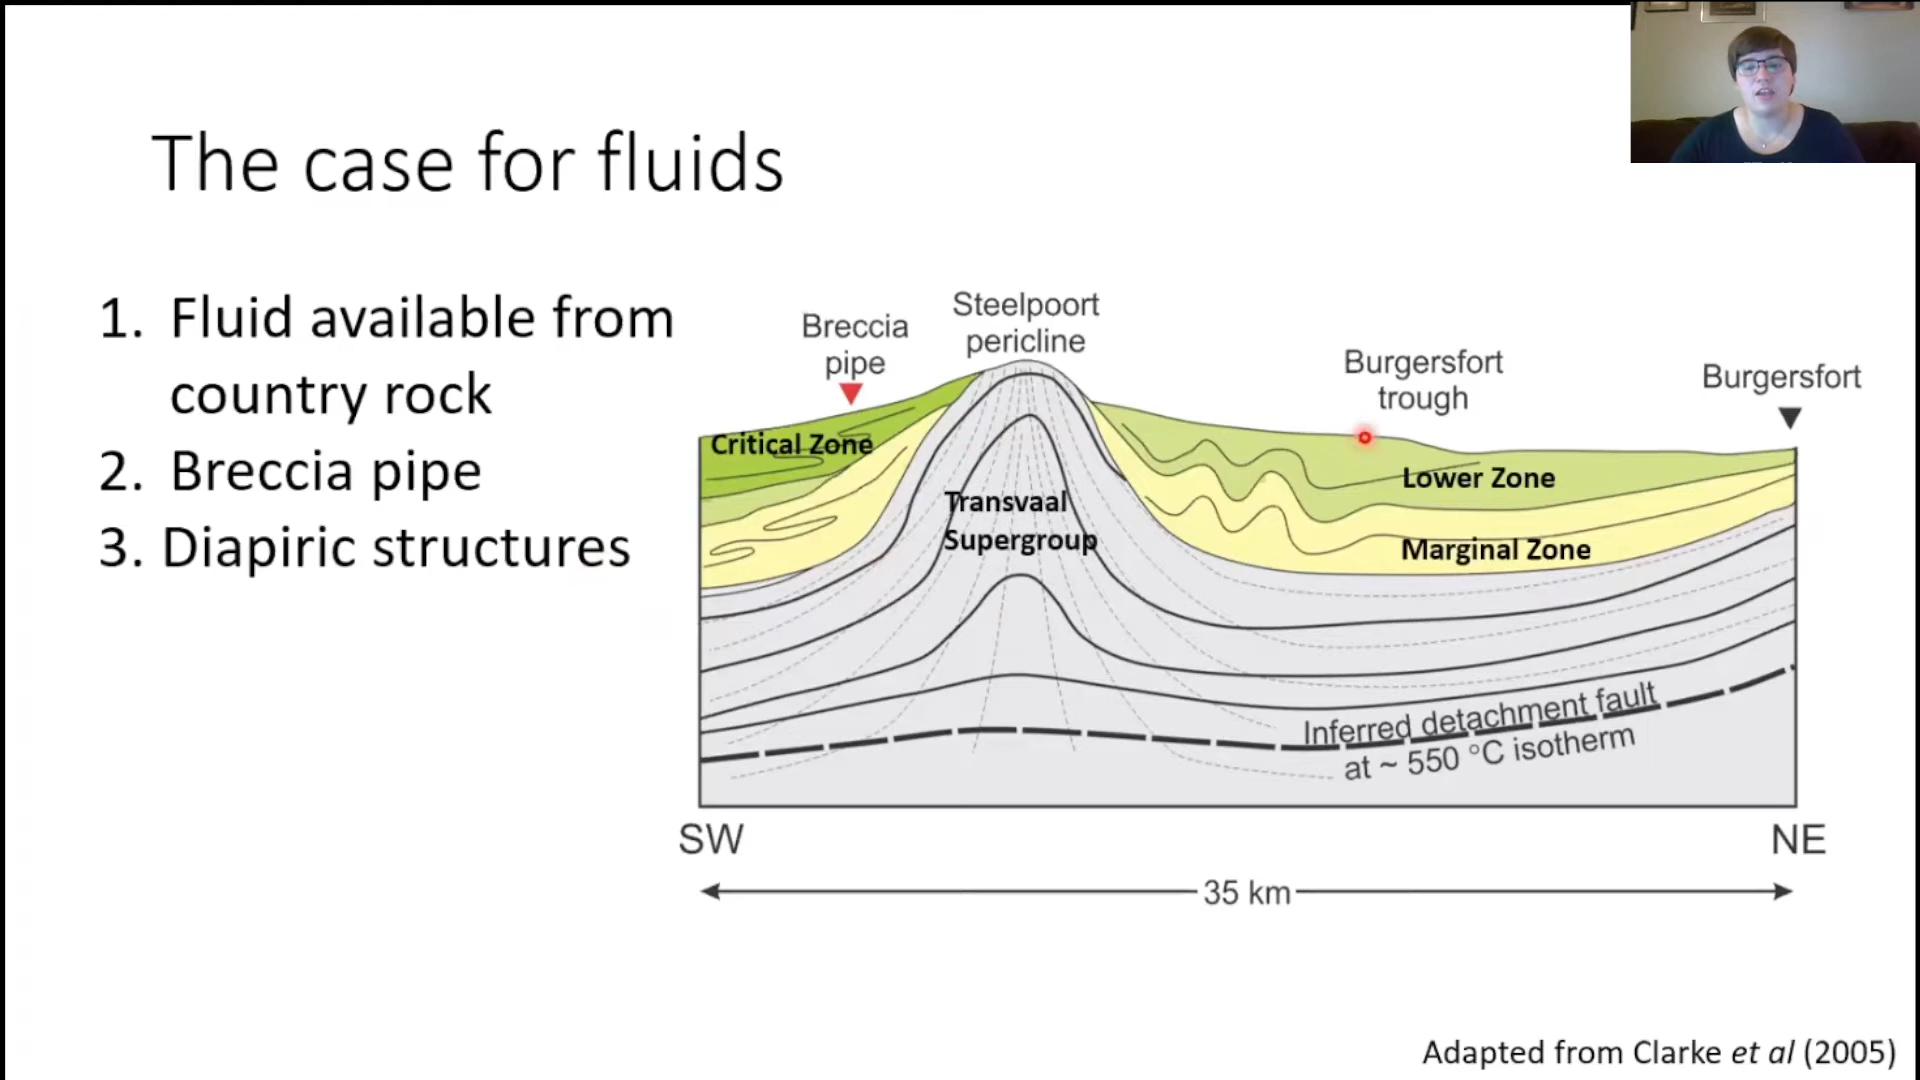 The case for fluids
1. Fluid available from
country rock
2. Breccia pipe
3. Diapiric structures
Breccia
pipe
Steelpoort
pericline
Burgersfort
trough
Burgersfort
Critical Zone
Lower Zone
Transvaal
Supergroup
Marginal Zone
Inferred detachment fault
at ~ 550 °C isotherm
SW
NE
35 km
Adapted from Clarke et al (2005)